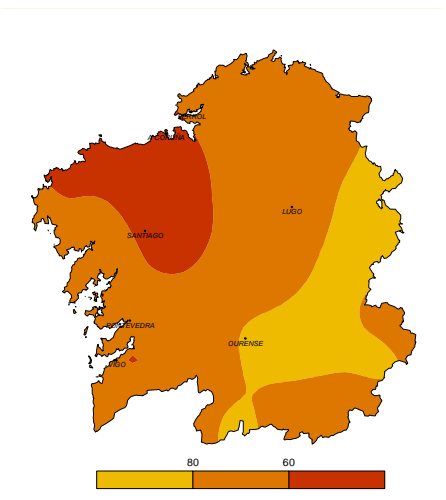 FERROL
A CORUÑA
LUGO
SANTIAGO
PONTEVEDRA
OURENSE
VIGO
80 60